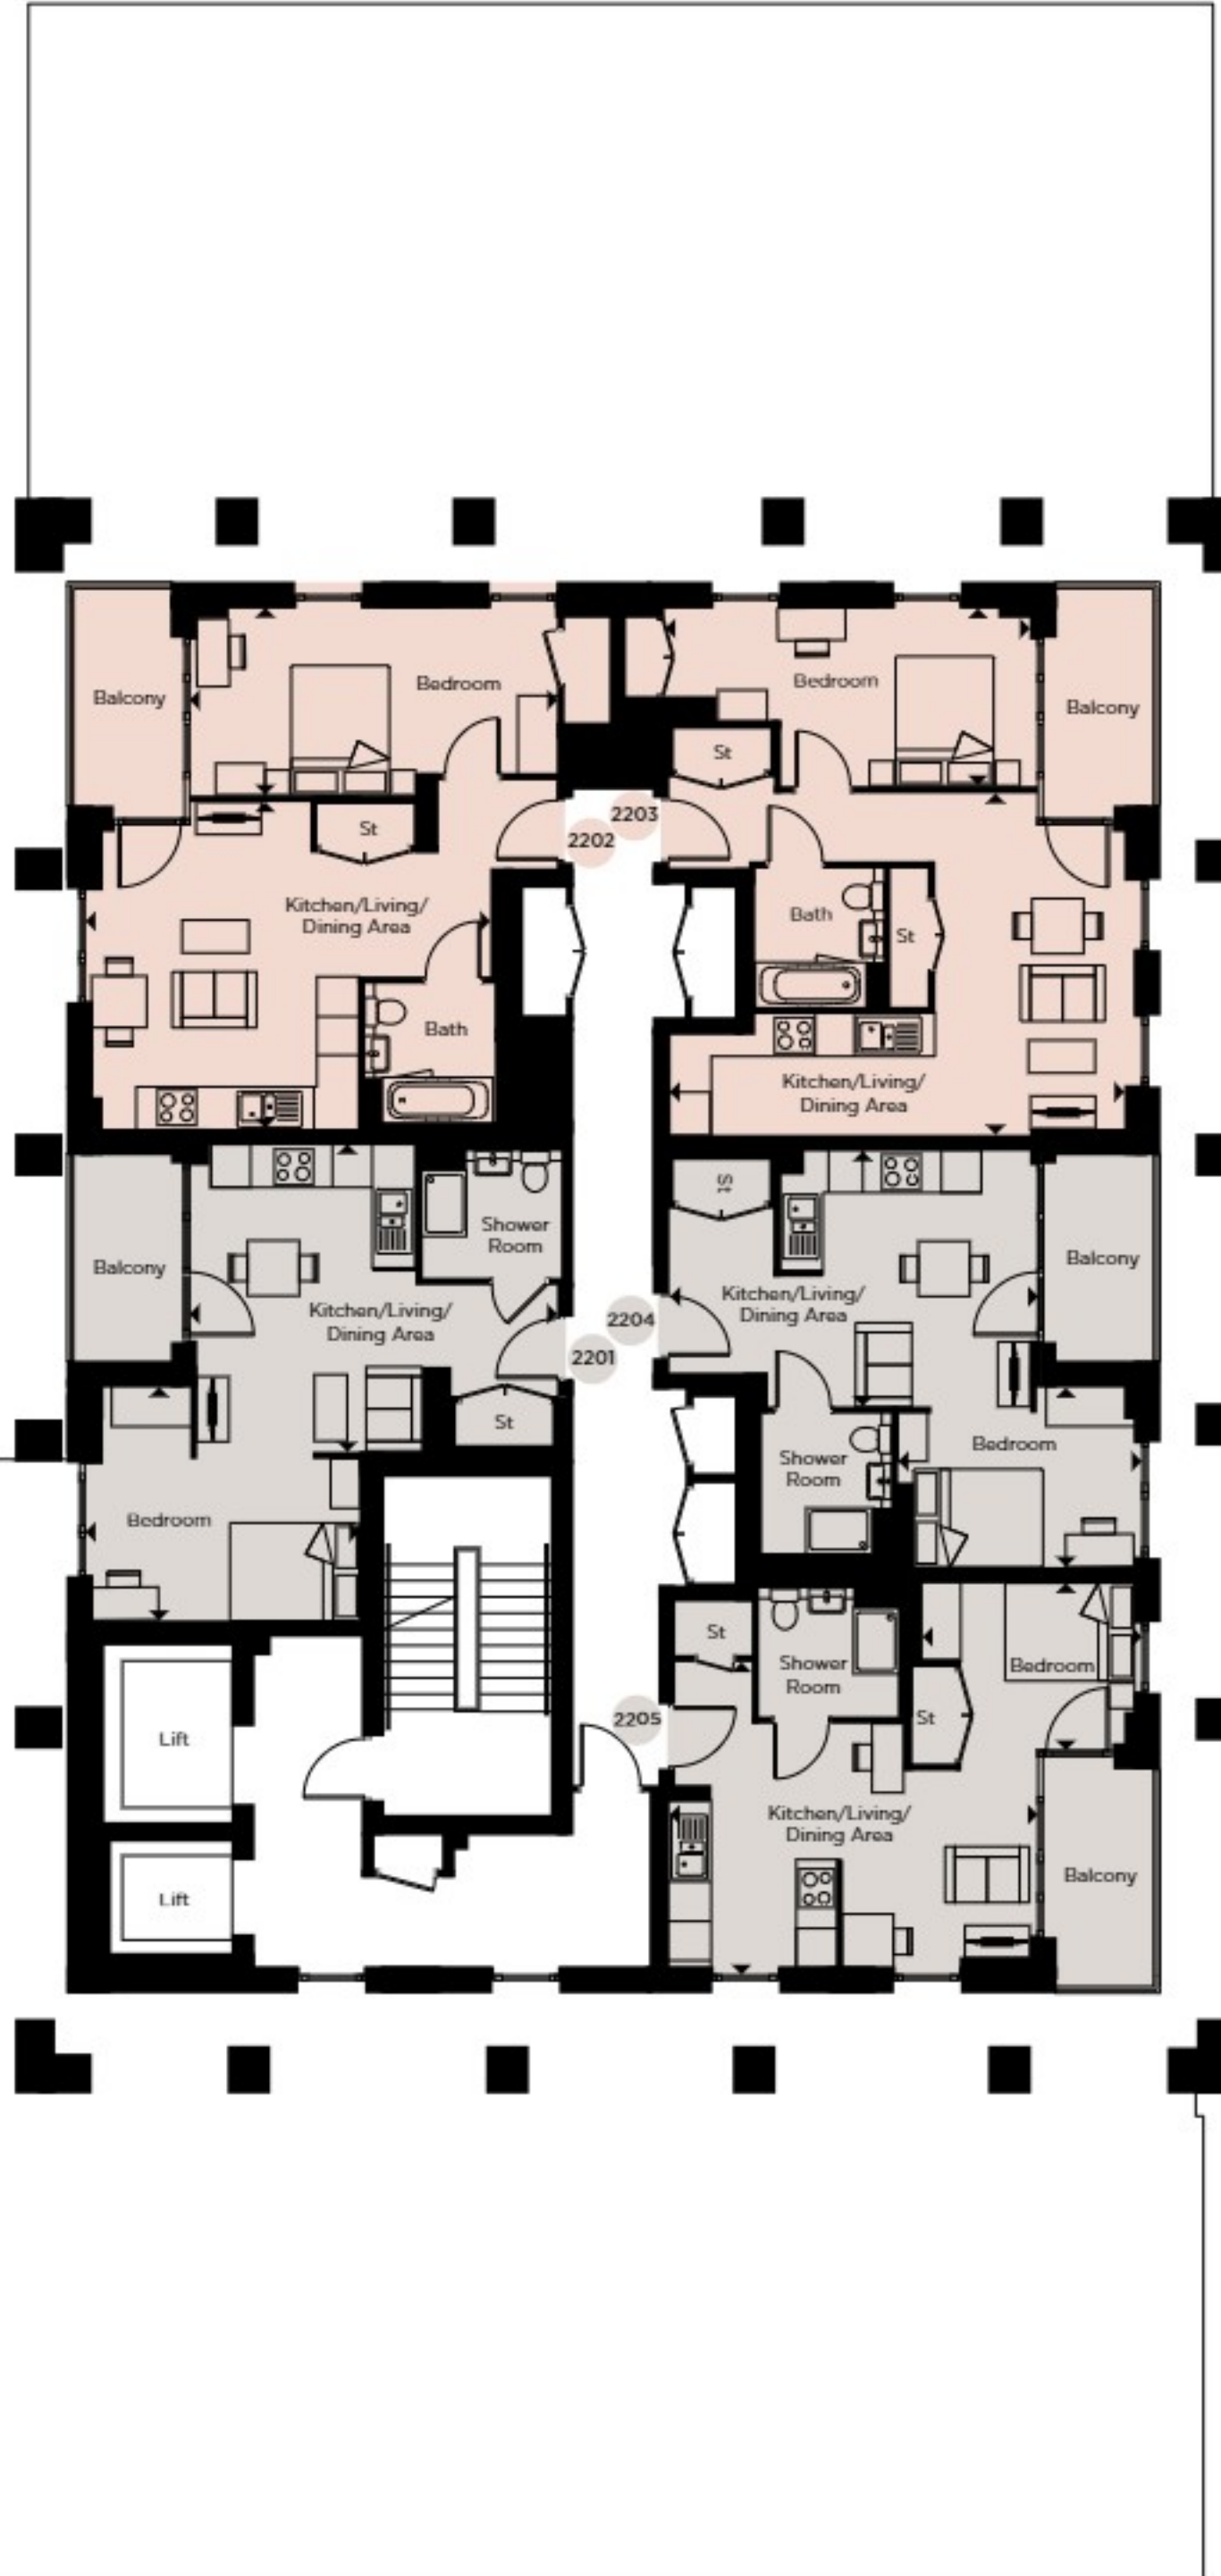 Balcony
Bedroom
Bedroom
Balcony
St
2203
2202
St
Kitchen/Living/
Dining Area
Bath
St
Bath
Kitchen/Living/
Dining Area
St
Shower
Room
Balcony
Balcony
Kitchen/Living/
Dining Area
Kitchen/Living/
Dining Area
2204
2201
St
Bedroom
Shower
Room
Bedroom
St
Shower
Room
Bedroom
St
2205
Lift
Kitchen/Living/
Dining Area
Balcony
Lift